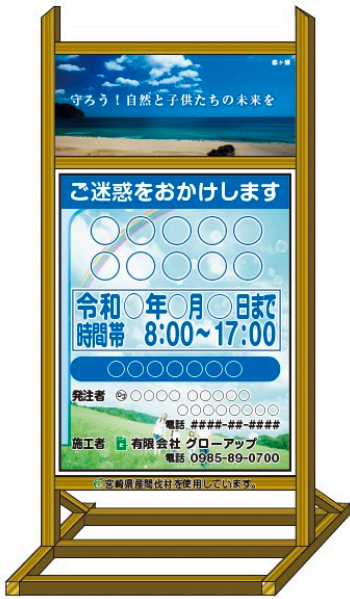 守ろう！自然と子供たちの未来を
ご迷惑をおかけします
○○○○○
○○○○○
令和○年○月○日まで
時間帯 8:00～17:00
○○○○○○○
発注者 ○○○○ ○○○○○
○○○○○○○○
電話 ####-##-####
施工者 有限会社 グローアップ
電話 0985-89-0700
宮崎県産間伐材を使用しています。